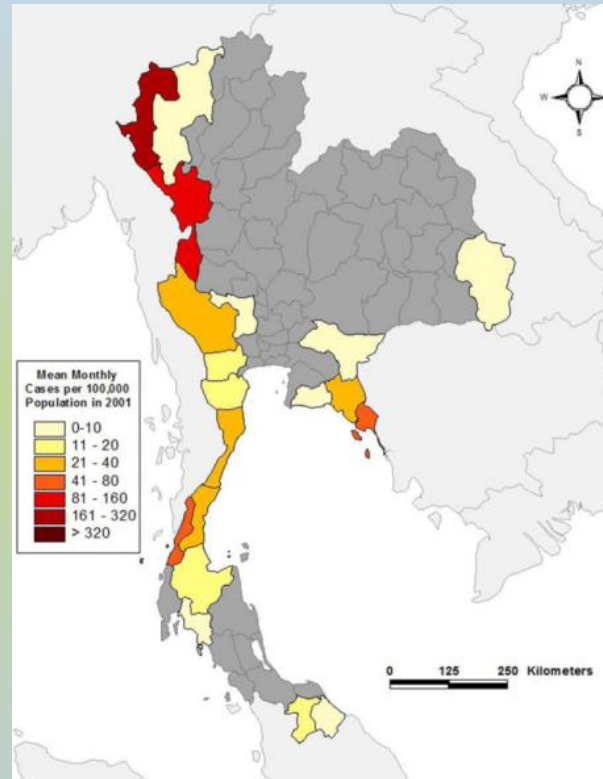 N
W
E
S
Mean Monthly
Cases per 100,000
Population in 2001
0-10
11 - 20
21 - 40
41 - 80
81 - 160
161 - 320
> 320
0 125 250 Kilometers